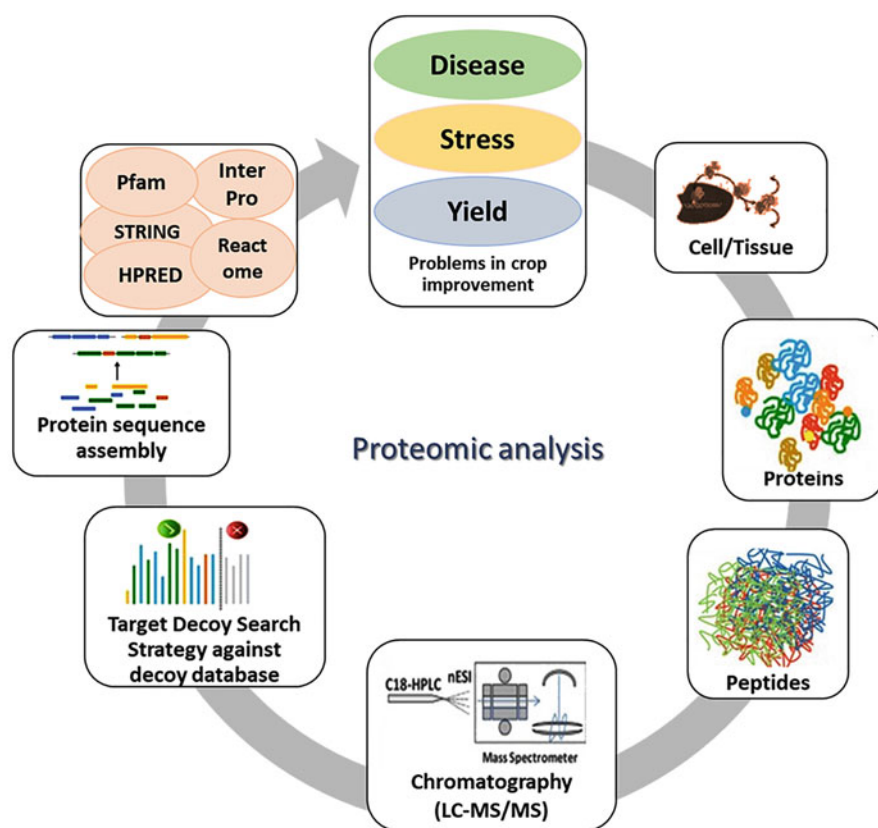 Disease
Stress
Yield
Problems in crop
improvement
Cell/Tissue
Proteins
Peptides
C18-HPLC
nESI
Mass Spectrometer
Chromatography
(LC-MS/MS)
Target Decoy Search
Strategy against
decoy database
Protein sequence
assembly
Pfam
Inter
Pro
STRING
HPRED
React
ome
Proteomic analysis